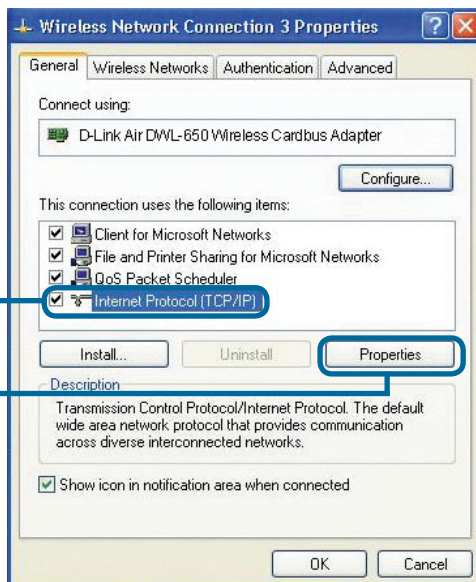 Wireless Network Connection 3 Properties
General
Wireless Networks
Authentication
Advanced
Connect using:
D-Link Air DWL-650 Wireless Cardbus Adapter
Configure...
This connection uses the following items:
Client for Microsoft Networks
File and Printer Sharing for Microsoft Networks
QoS Packet Scheduler
Internet Protocol (TCP/IP)
Install...
Uninstall
Properties
Description
Transmission Control Protocol/Internet Protocol. The default
wide area network protocol that provides communication
across diverse interconnected networks.
Show icon in notification area when connected
OK
Cancel